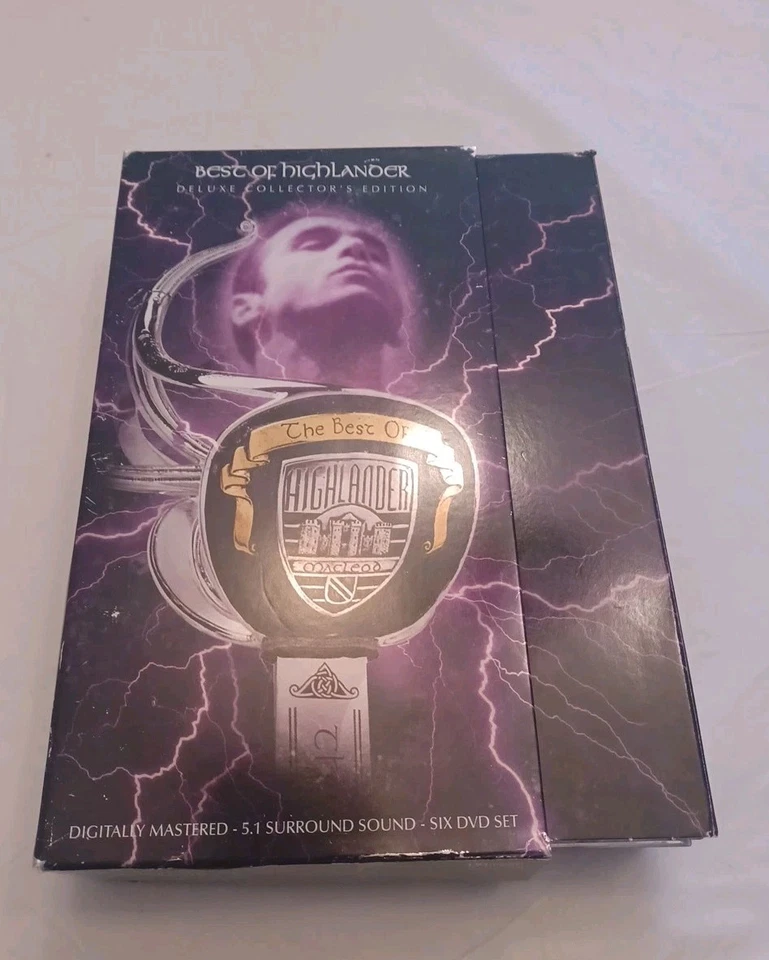 BEST OF HIGHLANDER
DELUXE COLLECTOR'S EDITION
The Best Of
HIGHLANDER
MacLeod
DIGITALLY MASTERED - 5.1 SURROUND SOUND - SIX DVD SET